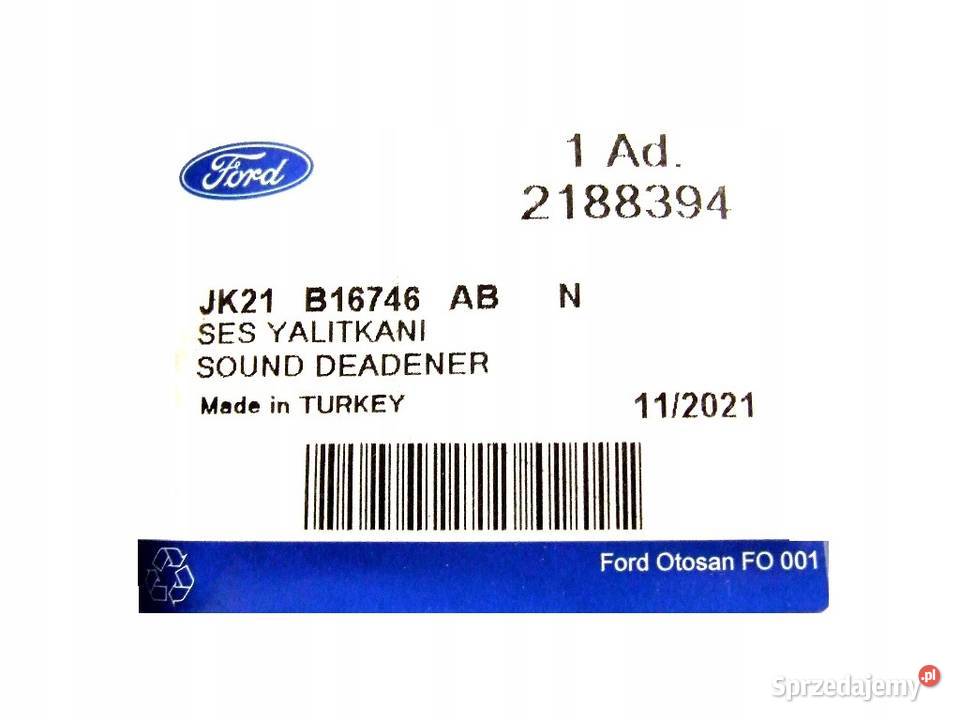 Ford
1 Ad.
2188394
JK21 B16746 AB N
SES YALITKANI
SOUND DEADENER
Made in TURKEY
11/2021
Ford Otosan FO 001
Sprzedajemy.pl